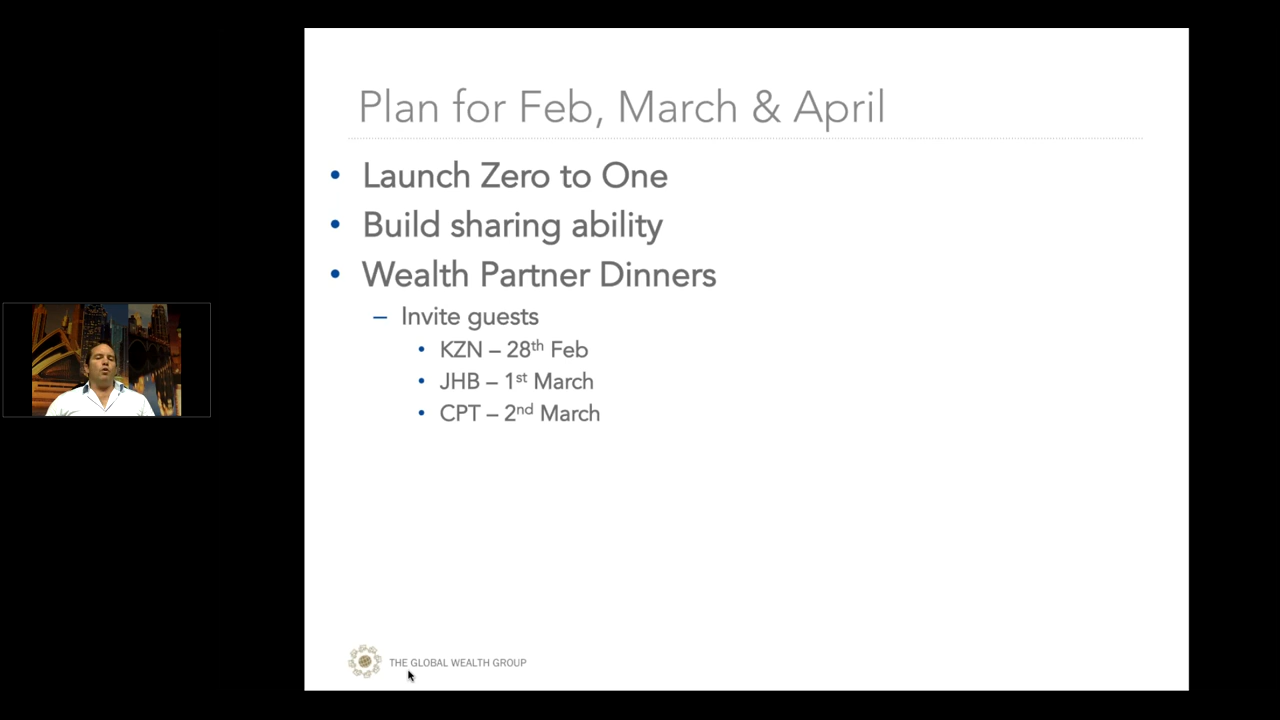 Plan for Feb, March & April
• Launch Zero to One
• Build sharing ability
• Wealth Partner Dinners
– Invite guests
• KZN – 28th Feb
• JHB – 1st March
• CPT – 2nd March
THE GLOBAL WEALTH GROUP